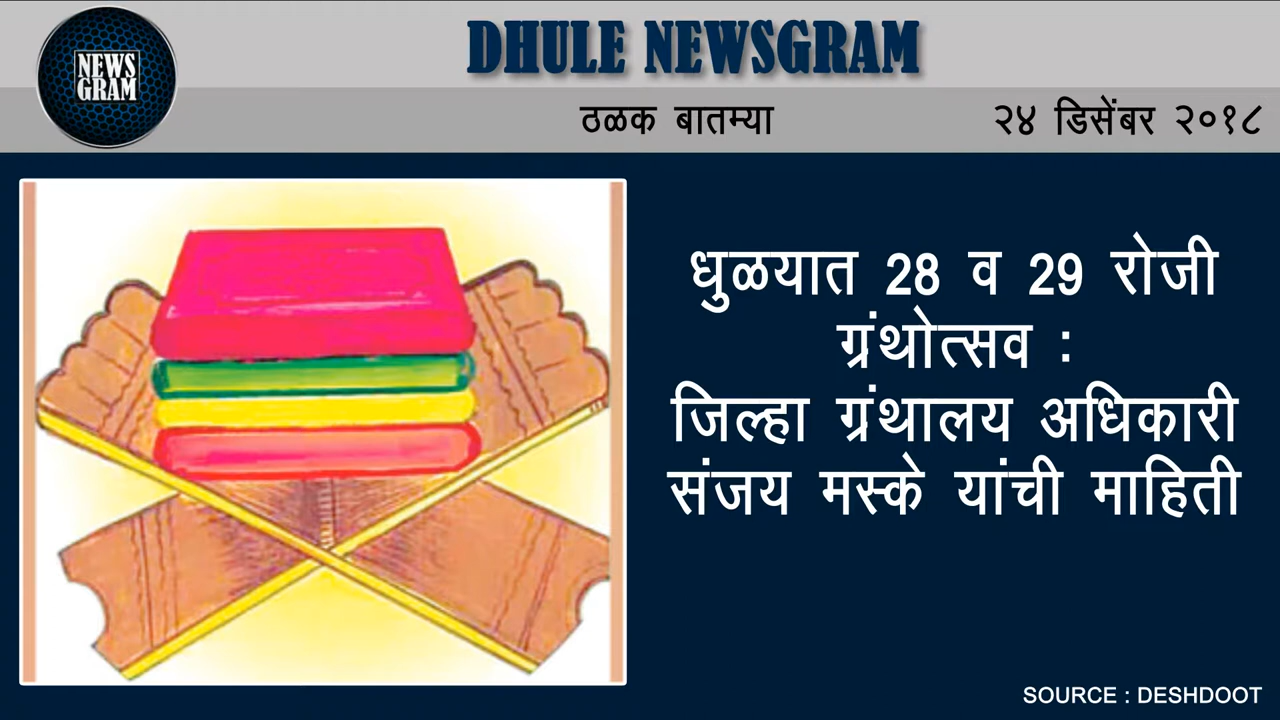 NEWS
GRAM
DHULE NEWSGRAM
ठळक बातम्या
२४ डिसेंबर २०१८
धुळयात 28 व 29 रोजी
ग्रंथोत्सव :
जिल्हा ग्रंथालय अधिकारी
संजय मस्के यांची माहिती
SOURCE : DESHDOOT